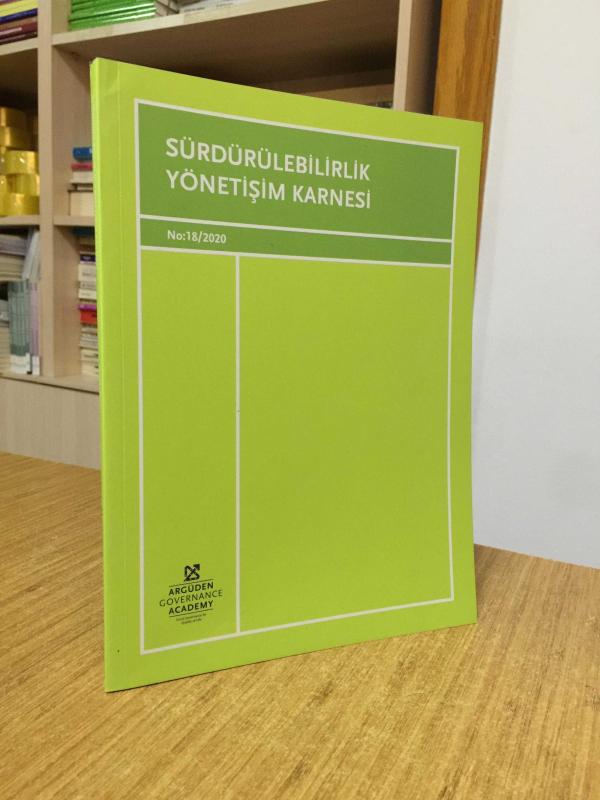 SÜRDÜRÜLEBİLİRLİK
YÖNETİŞİM KARNESİ
No:18/2020
ARGÜDEN
GOVERNANCE
ACADEMY